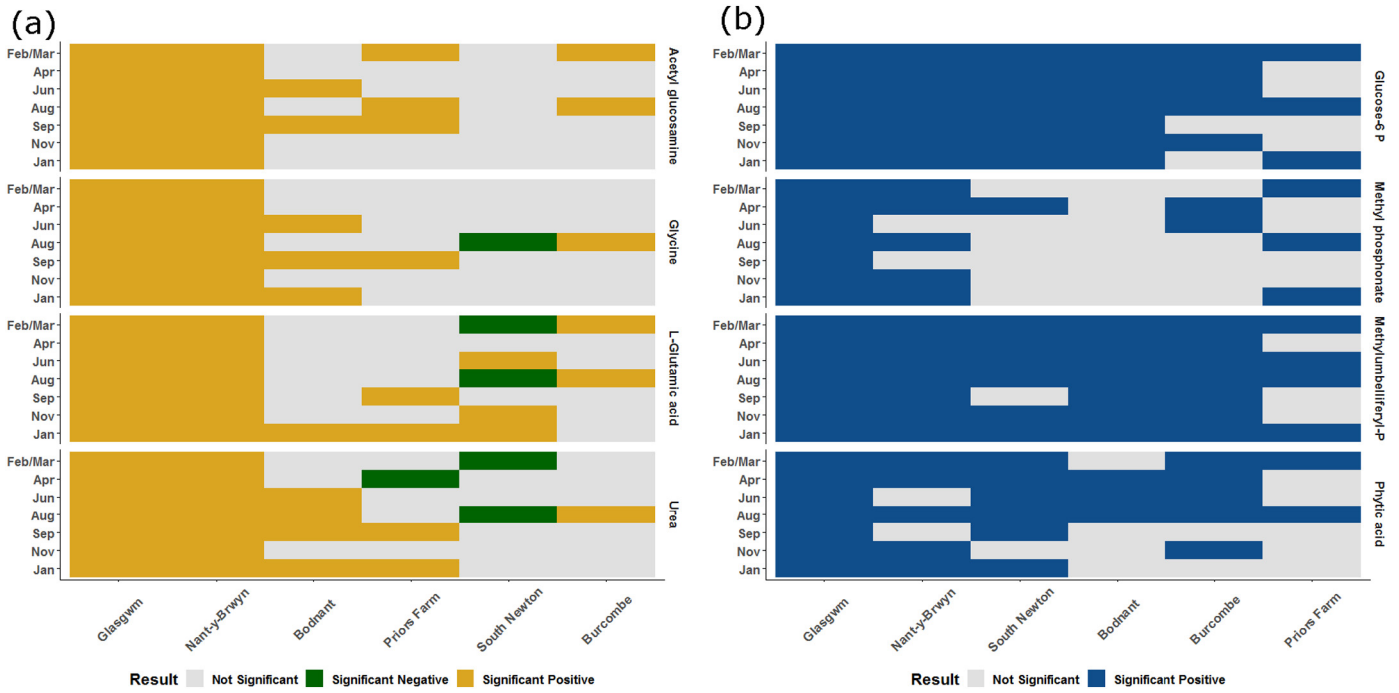 (a)
Feb/Mar
Apr
Jun
Aug
Sep
Nov
Jan
Acetyl glucosamine
Feb/Mar
Apr
Jun
Aug
Sep
Nov
Jan
Glycine
Feb/Mar
Apr
Jun
Aug
Sep
Nov
Jan
L-Glutamic acid
Feb/Mar
Apr
Jun
Aug
Sep
Nov
Jan
Urea
Glasgwm
Nant-y-Brwyn
Bodnant
Priors Farm
South Newton
Burcombe
Result Not Significant Significant Negative Significant Positive
(b)
Feb/Mar
Apr
Jun
Aug
Sep
Nov
Jan
Glucose-6 P
Feb/Mar
Apr
Jun
Aug
Sep
Nov
Jan
Methyl phosphonate
Feb/Mar
Apr
Jun
Aug
Sep
Nov
Jan
Methylumbelliferyl-P
Feb/Mar
Apr
Jun
Aug
Sep
Nov
Jan
Phytic acid
Glasgwm
Nant-y-Brwyn
South Newton
Bodnant
Burcombe
Priors Farm
Result Not Significant Significant Positive